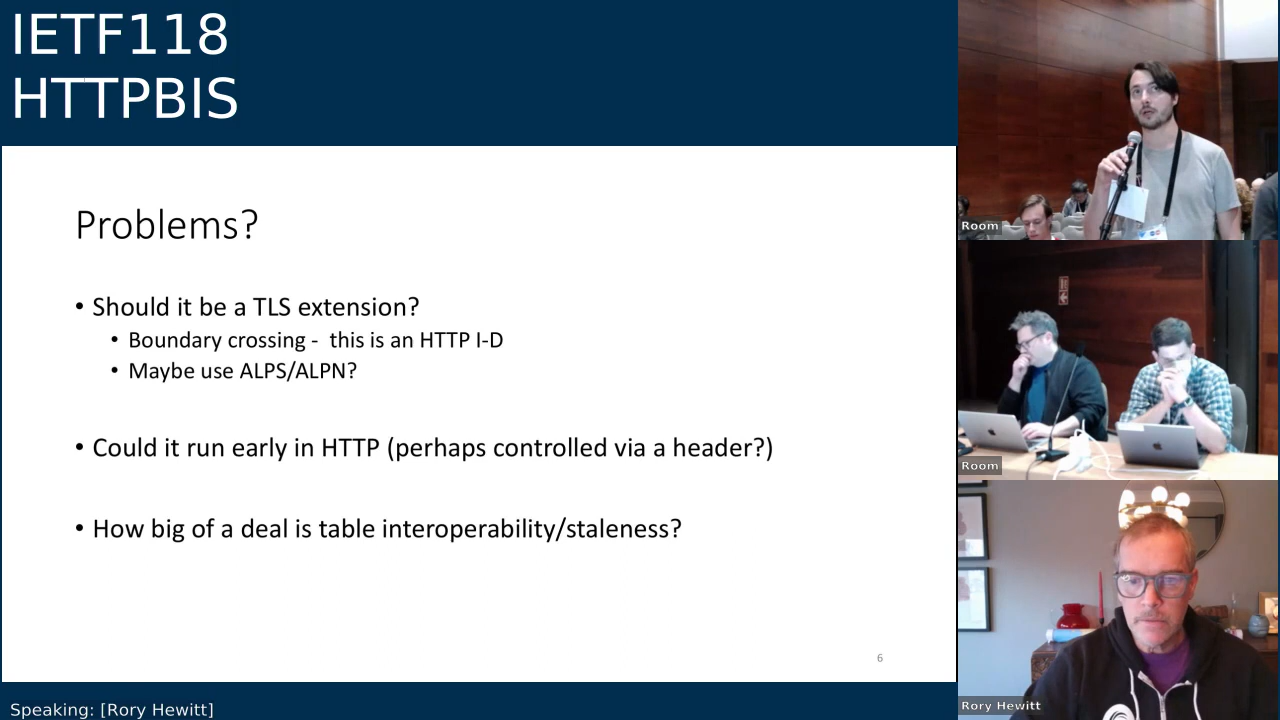 IETF118
HTTPBIS
Problems?
• Should it be a TLS extension?
• Boundary crossing - this is an HTTP I-D
• Maybe use ALPS/ALPN?
• Could it run early in HTTP (perhaps controlled via a header?)
• How big of a deal is table interoperability/staleness?
6
Speaking: [Rory Hewitt]
Room
Room
Rory Hewitt